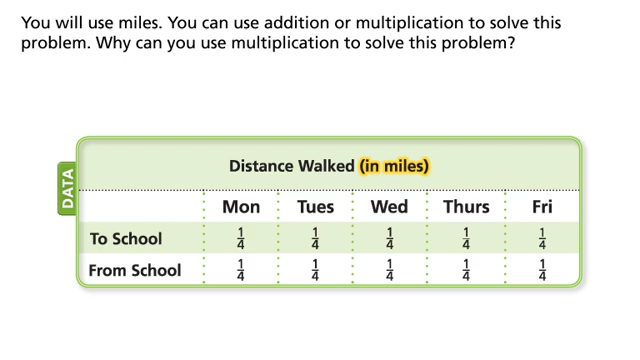 You will use miles. You can use addition or multiplication to solve this
problem. Why can you use multiplication to solve this problem?
DATA
Distance Walked (in miles)
Mon Tues Wed Thurs Fri
To School 1/4 1/4 1/4 1/4 1/4
From School 1/4 1/4 1/4 1/4 1/4